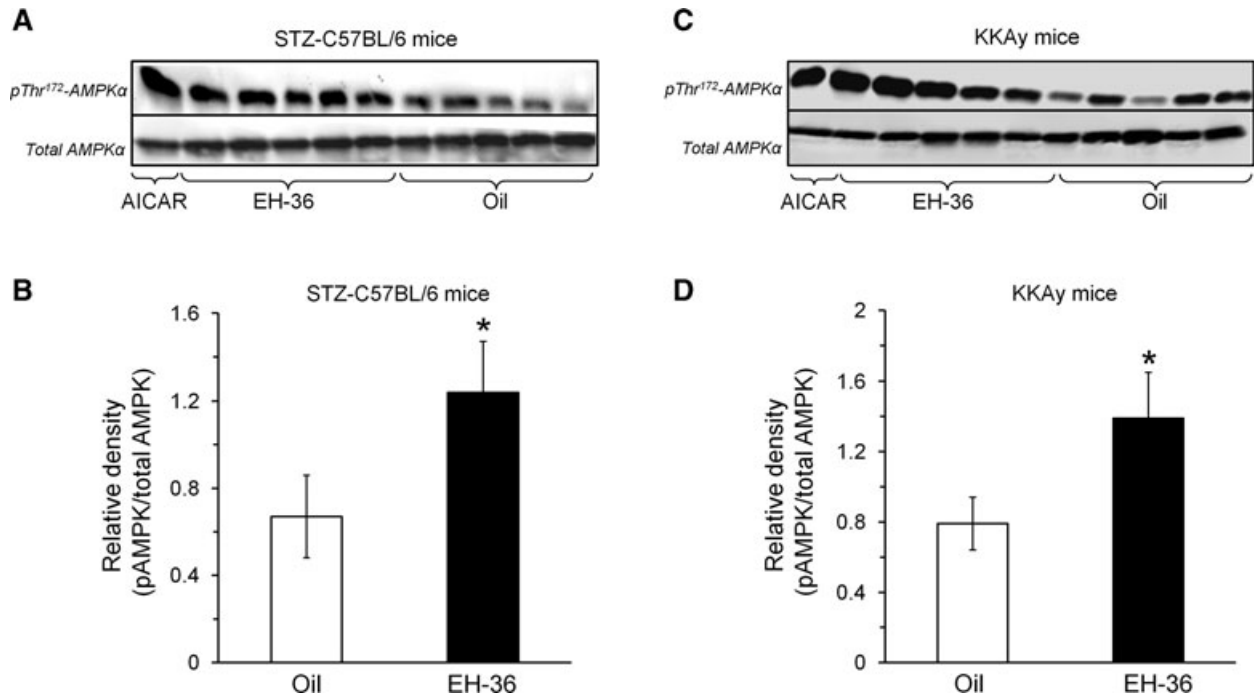 A
STZ-C57BL/6 mice
pThr¹⁷²-AMPKα
Total AMPKα
AICAR EH-36 Oil
C
KKAy mice
pThr¹⁷²-AMPKα
Total AMPKα
AICAR EH-36 Oil
B
STZ-C57BL/6 mice
Relative density
(pAMPK/total AMPK)
1.6
1.2
0.8
0.4
0
*
Oil EH-36
D
KKAy mice
Relative density
(pAMPK/total AMPK)
2
1.6
1.2
0.8
0.4
0
*
Oil EH-36